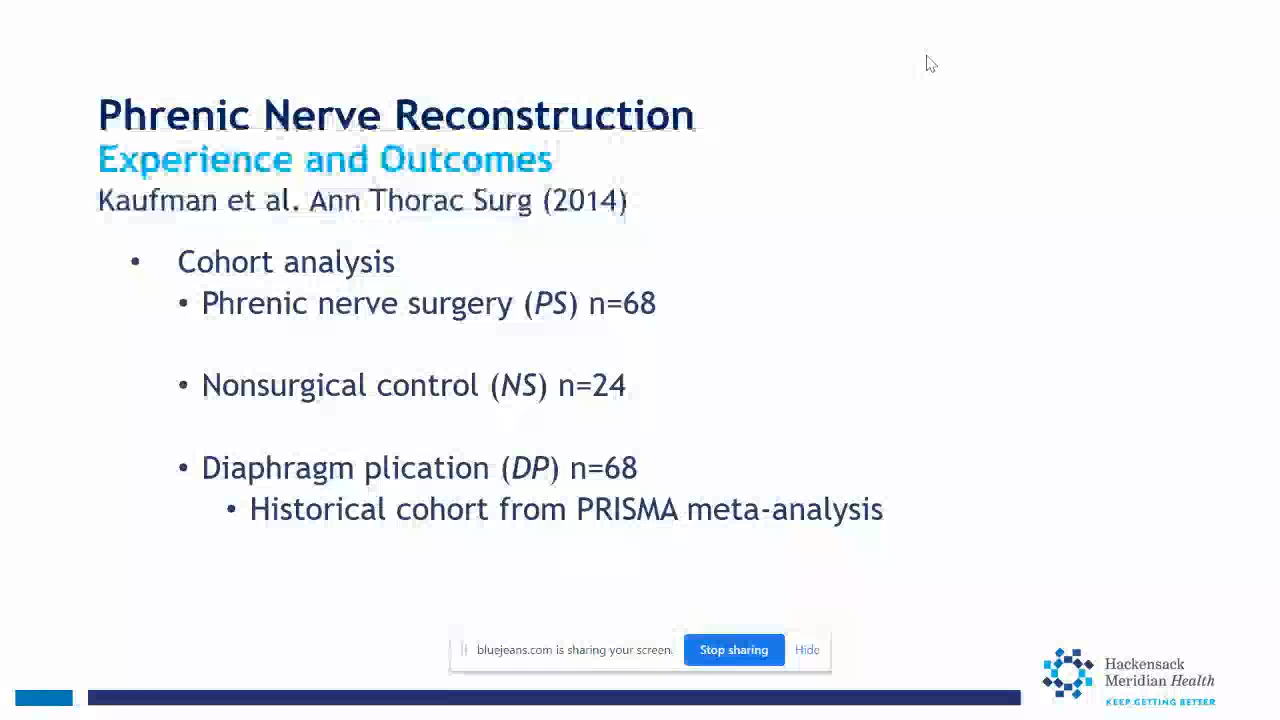 Phrenic Nerve Reconstruction
Experience and Outcomes
Kaufman et al. Ann Thorac Surg (2014)
• Cohort analysis
• Phrenic nerve surgery (PS) n=68
• Nonsurgical control (NS) n=24
• Diaphragm plication (DP) n=68
• Historical cohort from PRISMA meta-analysis
bluejeans.com is sharing your screen. Stop sharing Hide
Hackensack
Meridian Health
KEEP GETTING BETTER